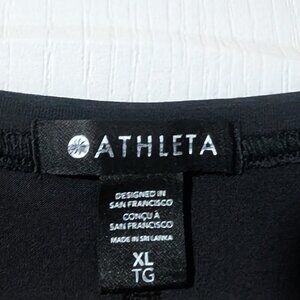 ATHLETA
DESIGNED IN
SAN FRANCISCO
CONÇU À
SAN FRANCISCO
MADE IN SRI LANKA
XL
TG